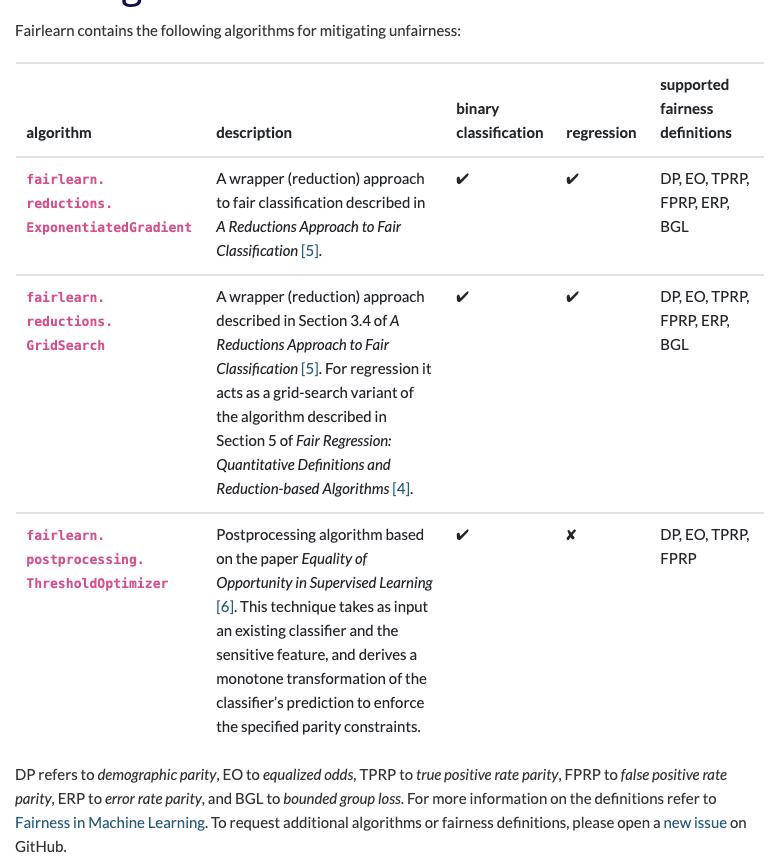 Fairlearn contains the following algorithms for mitigating unfairness:
algorithm description binary classification regression supported fairness definitions
fairlearn.
reductions.
ExponentiatedGradient
A wrapper (reduction) approach
to fair classification described in
A Reductions Approach to Fair
Classification [5].
✔ ✔
DP, EO, TPRP,
FPRP, ERP,
BGL
fairlearn.
reductions.
GridSearch
A wrapper (reduction) approach
described in Section 3.4 of A
Reductions Approach to Fair
Classification [5]. For regression it
acts as a grid-search variant of
the algorithm described in
Section 5 of Fair Regression:
Quantitative Definitions and
Reduction-based Algorithms [4].
✔ ✔
DP, EO, TPRP,
FPRP, ERP,
BGL
fairlearn.
postprocessing.
ThresholdOptimizer
Postprocessing algorithm based
on the paper Equality of
Opportunity in Supervised Learning
[6]. This technique takes as input
an existing classifier and the
sensitive feature, and derives a
monotone transformation of the
classifier’s prediction to enforce
the specified parity constraints.
✔ ✘
DP, EO, TPRP,
FPRP
DP refers to demographic parity, EO to equalized odds, TPRP to true positive rate parity, FPRP to false positive rate
parity, ERP to error rate parity, and BGL to bounded group loss. For more information on the definitions refer to
Fairness in Machine Learning. To request additional algorithms or fairness definitions, please open a new issue on
GitHub.